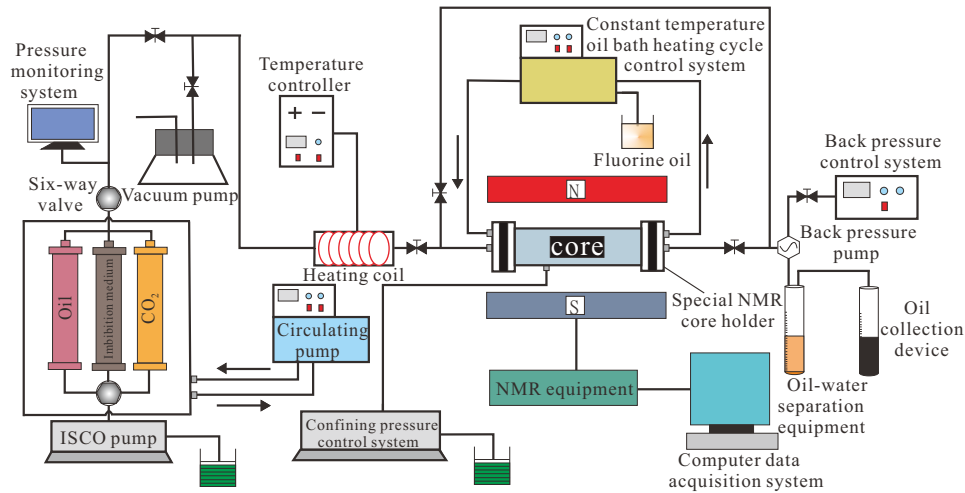 Pressure
monitoring
system
Temperature
controller
+ −
Constant temperature
oil bath heating cycle
control system
Fluorine oil
Back pressure
control system
Back pressure
pump
Six-way
valve
Vacuum pump
N
core
Heating coil
Special NMR
core holder
S
Oil
Imbibition medium
CO₂
Circulating
pump
Oil
collection
device
Oil-water
separation
equipment
NMR equipment
ISCO pump
Confining pressure
control system
Computer data
acquisition system